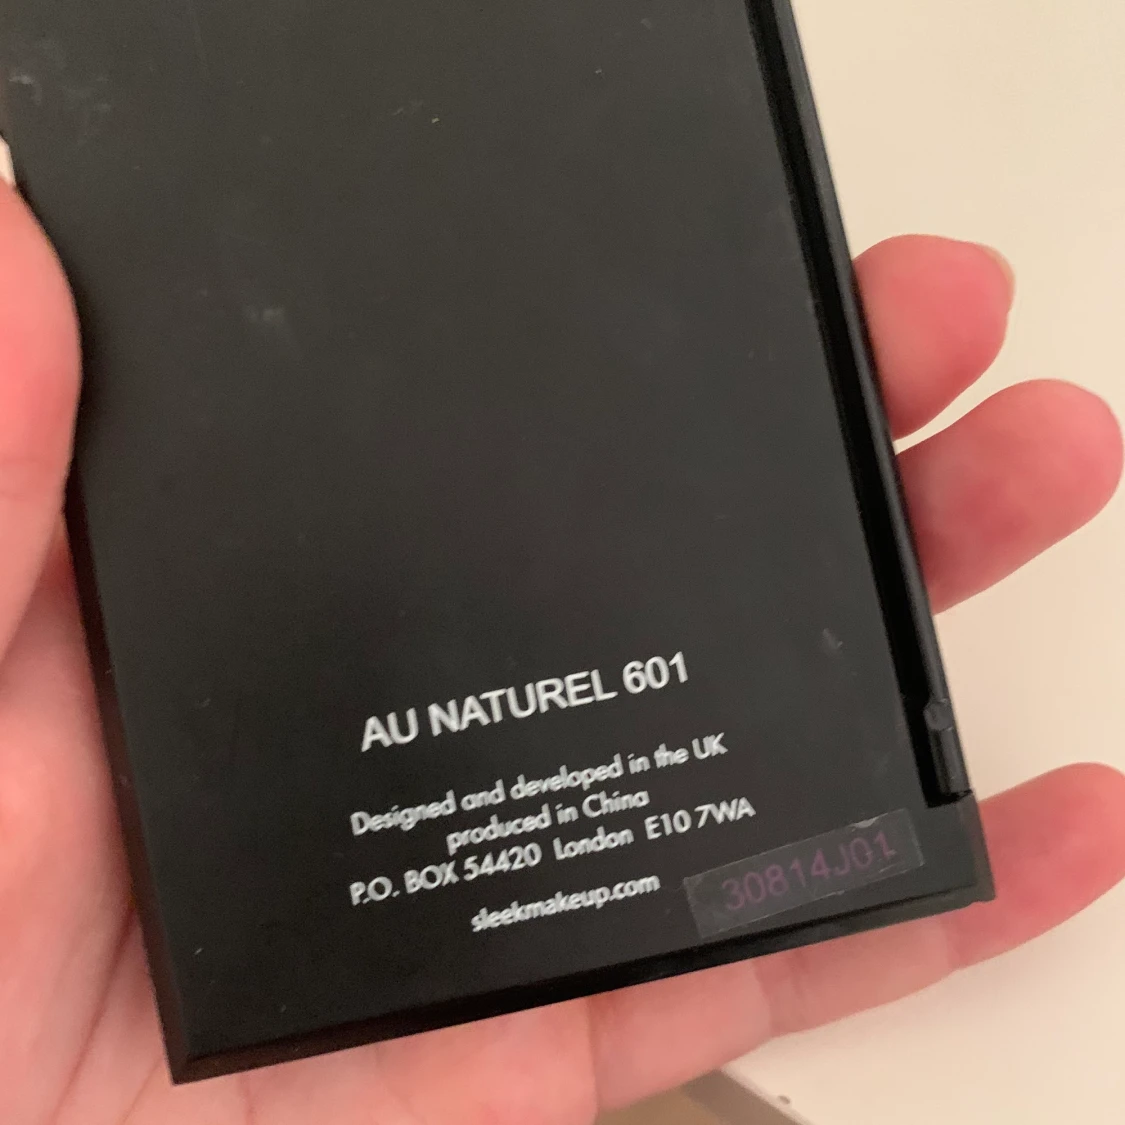 AU NATUREL 601
Designed and developed in the UK
produced in China
P.O. BOX 54420 London E10 7WA
sleekmakeup.com
30814J01